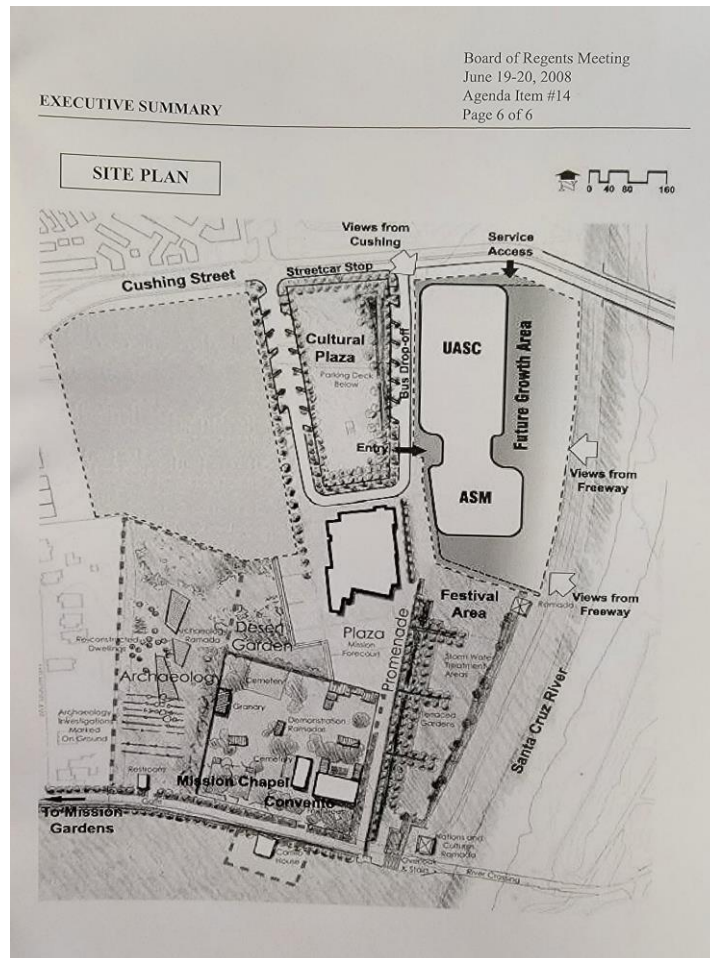 Board of Regents Meeting
June 19-20, 2008
Agenda Item #14
Page 6 of 6
EXECUTIVE SUMMARY
SITE PLAN
0 40 80 160
Views from
Cushing
Service
Access
Cushing Street
Streetcar Stop
Cultural
Plaza
Parking Deck
Below
Bus Drop-off
UASC
Future Growth Area
Entry
ASM
Views from
Freeway
Views from
Freeway
Festival
Area
Ramada
Plaza
Mission
Forecourt
Promenade
Storm Water
Treatment
Areas
Terraced
Gardens
Santa Cruz River
Desert
Garden
Archaeology
Ramada
Reconstructed
Dwellings
Archaeology
Archaeology
Investigations
Marked
On Ground
Cemetery
Granary
Demonstration
Ramadas
Cemetery
Restrooms
Mission Chapel
Convento
To Mission
Gardens
House
Nations and
Cultures
Ramada
Overlook
& Stairs
River Crossing